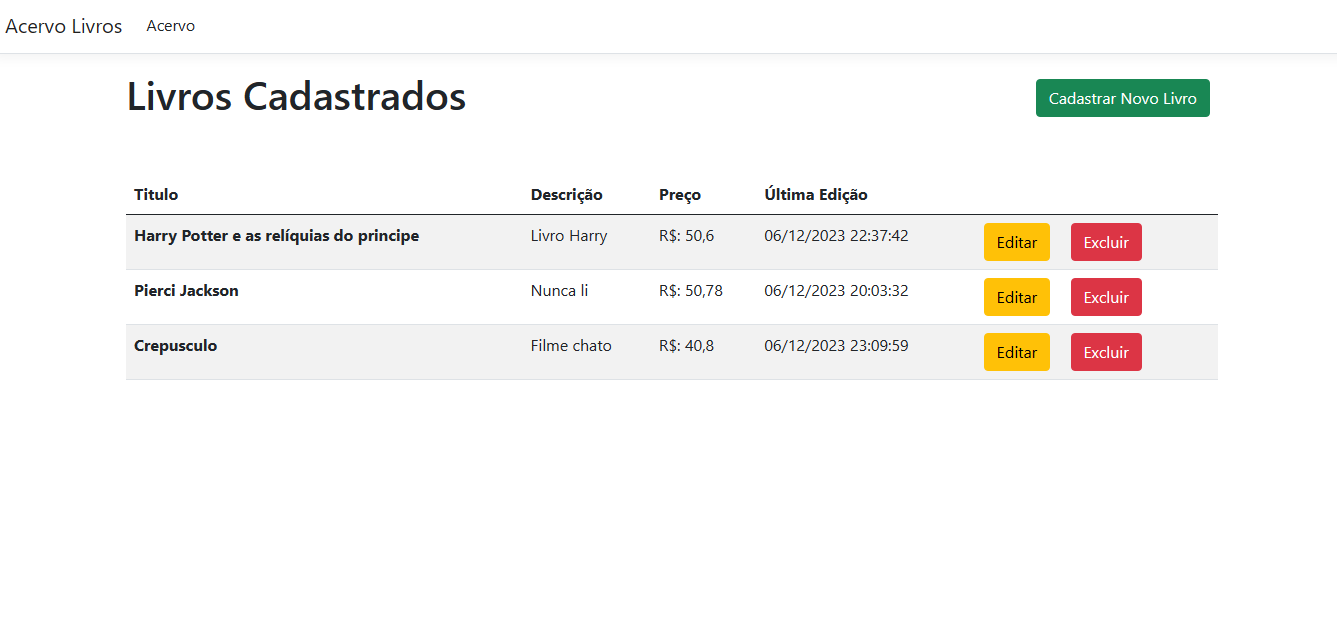 Acervo Livros Acervo
Livros Cadastrados Cadastrar Novo Livro
Titulo Descrição Preço Última Edição
Harry Potter e as relíquias do principe Livro Harry R$: 50,6 06/12/2023 22:37:42 Editar Excluir
Pierci Jackson Nunca li R$: 50,78 06/12/2023 20:03:32 Editar Excluir
Crepusculo Filme chato R$: 40,8 06/12/2023 23:09:59 Editar Excluir